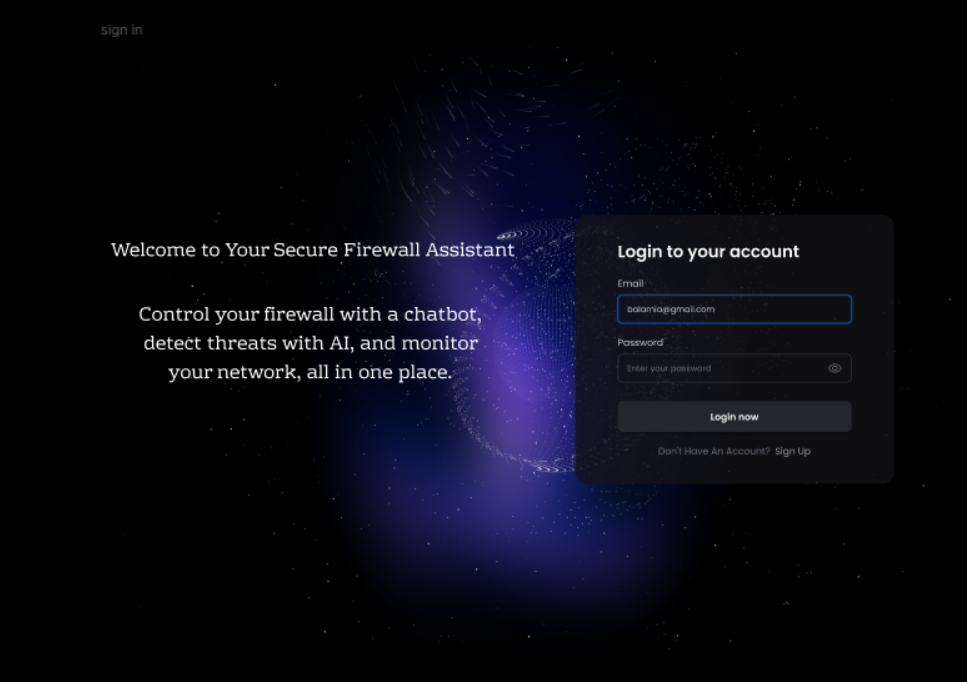 sign in
Welcome to Your Secure Firewall Assistant
Control your firewall with a chatbot,
detect threats with AI, and monitor
your network, all in one place.
Login to your account
Email
balamia@gmail.com
Password
Enter your password
Login now
Don't Have An Account? Sign Up